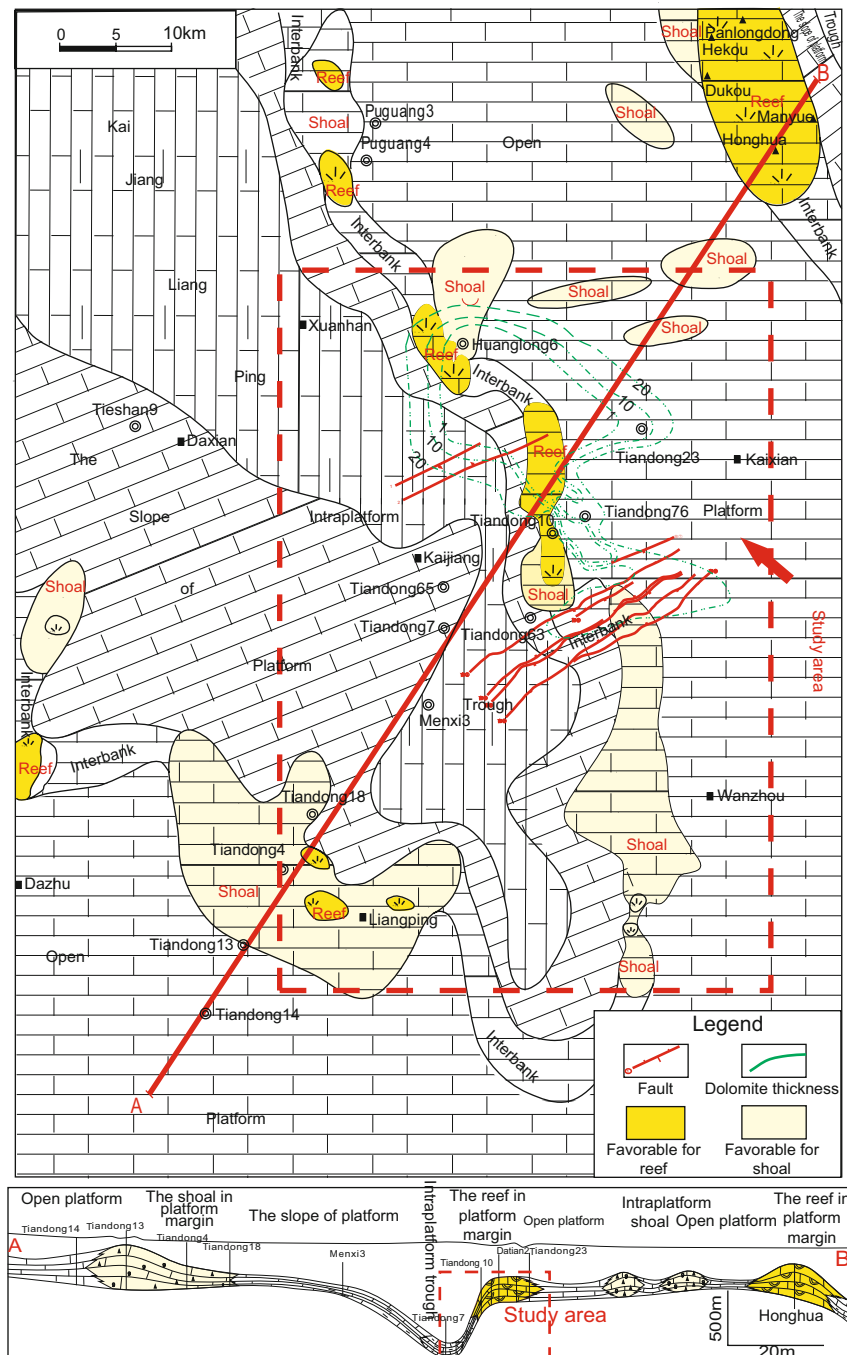 0 5 10km
Interbank
Shoal
Panlongdong
Hekou
The slope of platform
Trough
B
Reef
Dukou
Reef
Manyue
Honghua
Shoal
Puguang3
Shoal
Puguang4
Open
Kai
Jiang
Reef
Interbank
Interbank
Shoal
Shoal
Shoal
Shoal
Liang
Xuanhan
Reef
Huanglong6
Ping
Interbank
20
10
1
Tieshan9
Daxian
The
1
10
20
Reef
Tiandong23
Kaixian
Slope
Intraplatform
Tiandong10
Tiandong76
Platform
Kaijiang
Shoal
of
Tiandong65
Shoal
Tiandong7
Tiandong63
Interbank
Study area
Platform
Interbank
Trough
Menxi3
Reef
Interbank
Tiandong18
Wanzhou
Tiandong4
Shoal
Dazhu
Shoal
Reef
Liangping
Tiandong13
Open
Shoal
Tiandong14
Interbank
A
Platform
Legend
Fault
Dolomite thickness
Favorable for
reef
Favorable for
shoal
Open platform
The shoal in
platform
margin
The slope of platform
Intraplatform trough
The reef in
platform
margin
Open platform
Intraplatform
shoal
Open platform
The reef in
platform
margin
Tiandong14
Tiandong13
Tiandong4
Tiandong18
Menxi3
Tiandong7
Tiandong 10
Datian2
Tiandong23
A
B
Study area
Honghua
500m
20m